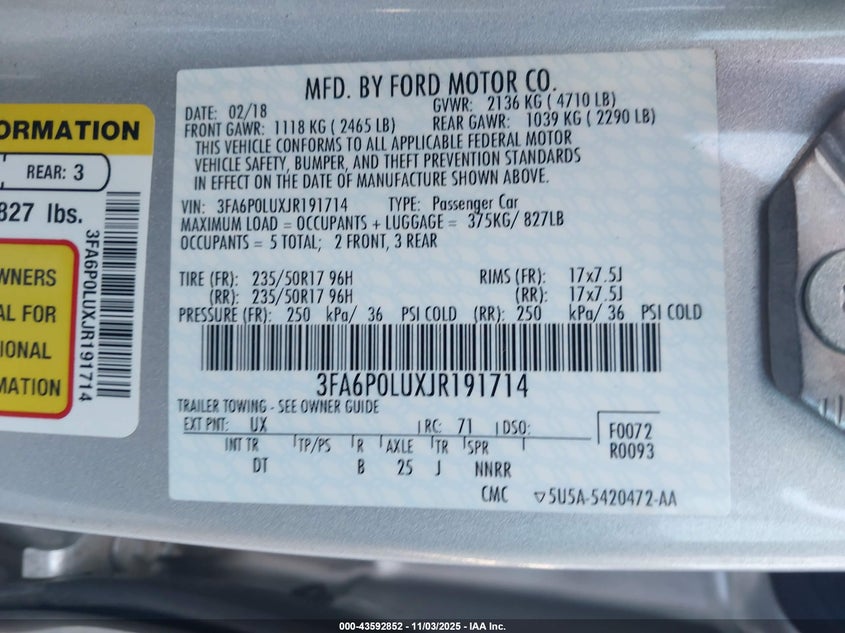 ORMATION
REAR: 3
827 lbs.
3FA6P0LUXJR191714
WNERS
AL FOR
IONAL
MATION
MFD. BY FORD MOTOR CO.
DATE: 02/18 GVWR: 2136 KG ( 4710 LB)
FRONT GAWR: 1118 KG ( 2465 LB) REAR GAWR: 1039 KG ( 2290 LB)
THIS VEHICLE CONFORMS TO ALL APPLICABLE FEDERAL MOTOR
VEHICLE SAFETY, BUMPER, AND THEFT PREVENTION STANDARDS
IN EFFECT ON THE DATE OF MANUFACTURE SHOWN ABOVE.
VIN: 3FA6P0LUXJR191714 TYPE: Passenger Car
MAXIMUM LOAD = OCCUPANTS + LUGGAGE = 375KG/ 827LB
OCCUPANTS = 5 TOTAL; 2 FRONT, 3 REAR
TIRE (FR): 235/50R17 96H RIMS (FR): 17x7.5J
(RR): 235/50R17 96H (RR): 17x7.5J
PRESSURE (FR): 250 kPa/ 36 PSI COLD (RR): 250 kPa/ 36 PSI COLD
3FA6P0LUXJR191714
TRAILER TOWING - SEE OWNER GUIDE
EXT PNT: UX RC: 71 DSO: F0072
INT TR TP/PS R AXLE TR SPR R0093
DT B 25 J NNRR
CMC ▽5U5A-5420472-AA
000-43592852 - 11/03/2025 - IAA Inc.